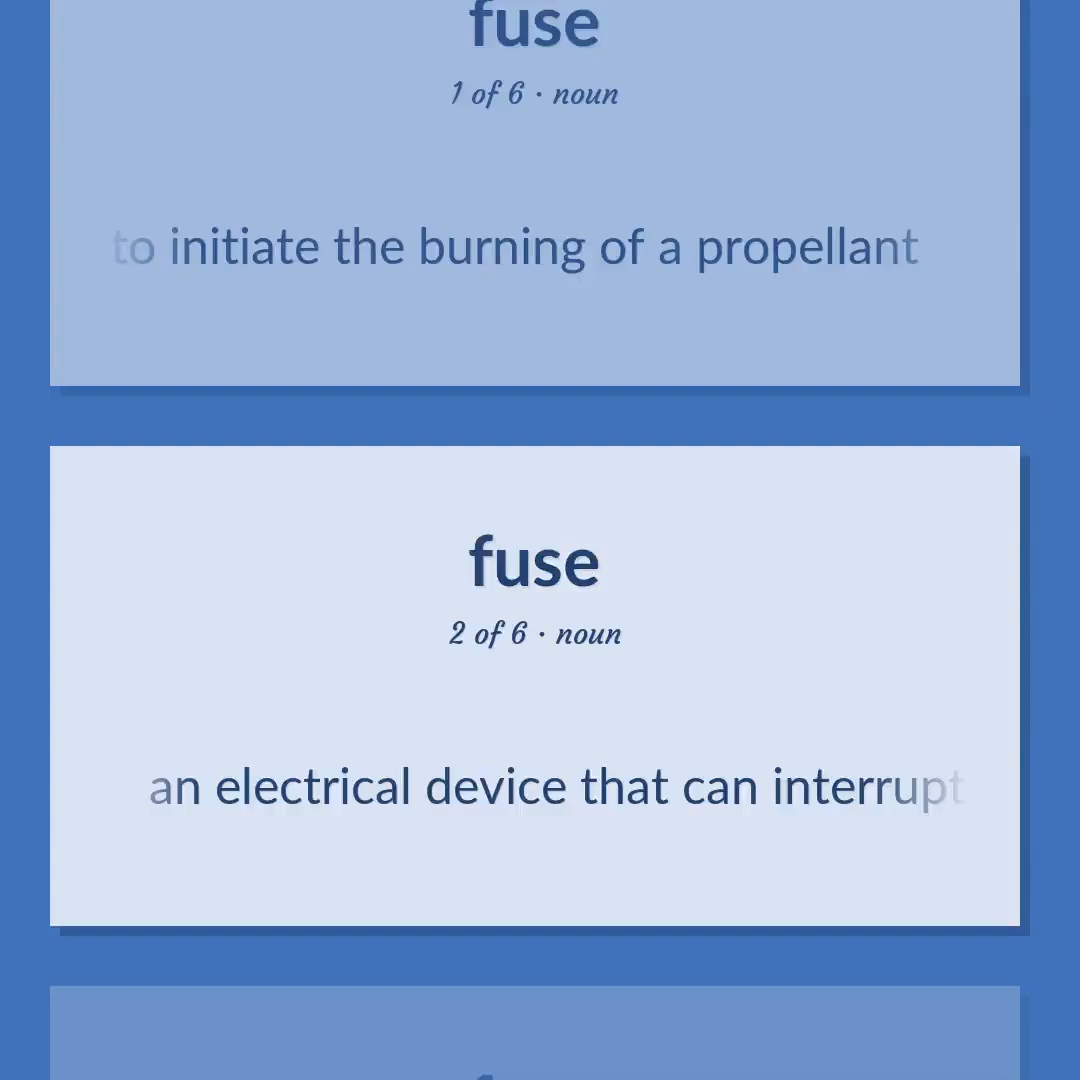 fuse
1 of 6 · noun
to initiate the burning of a propellant
fuse
2 of 6 · noun
an electrical device that can interrupt